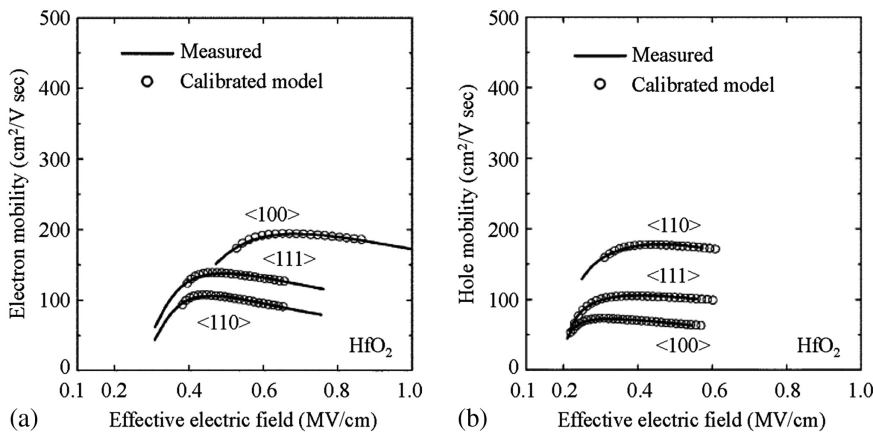 500
400
300
200
100
0
0.1 0.2 0.4 0.6 0.8 1.0
Electron mobility (cm²/V sec)
Effective electric field (MV/cm)
Measured
Calibrated model
<100>
<111>
<110>
HfO₂
(a)
500
400
300
200
100
0
0.1 0.2 0.4 0.6 0.8 1.0
Hole mobility (cm²/V sec)
Effective electric field (MV/cm)
Measured
Calibrated model
<110>
<111>
<100>
HfO₂
(b)